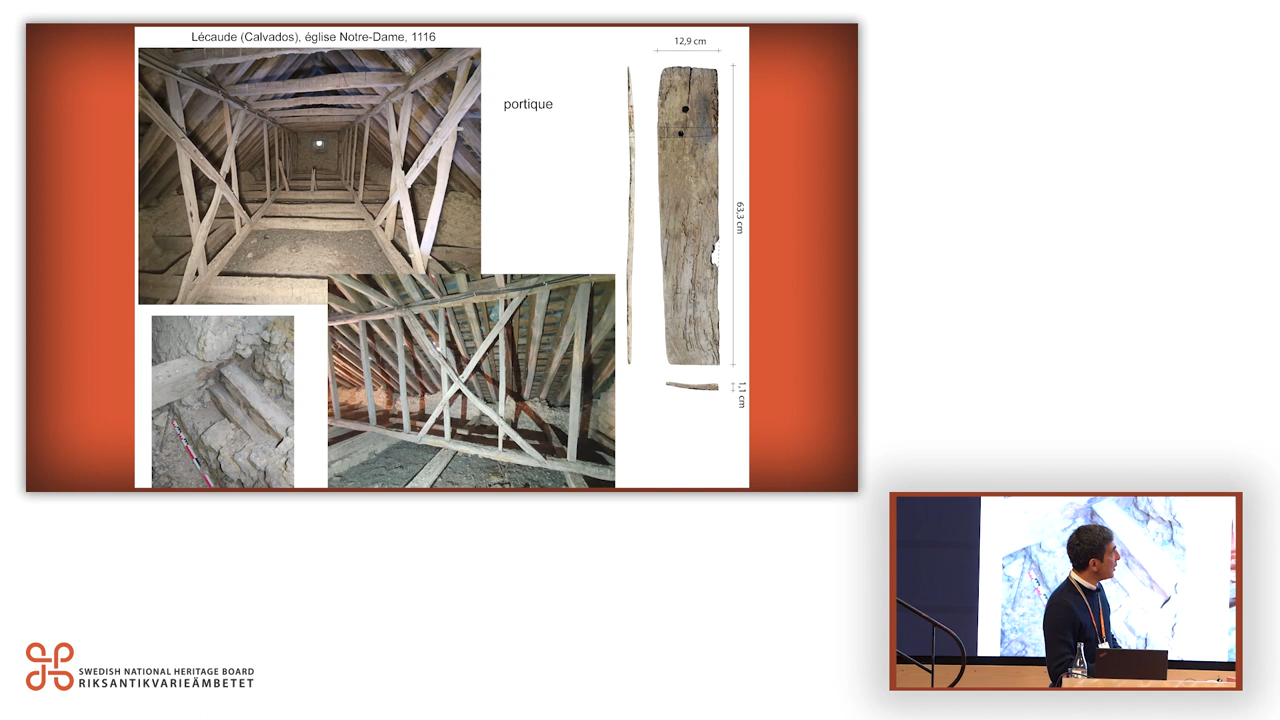 Lécaude (Calvados), église Notre-Dame, 1116
portique
12,9 cm
63,3 cm
1,1 cm
SWEDISH NATIONAL HERITAGE BOARD
RIKSANTIKVARIEÄMBETET